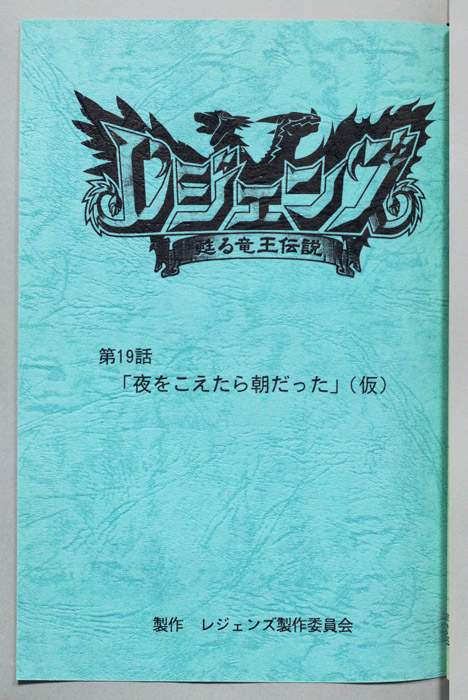 レジェンズ
甦る竜王伝説
第19話
「夜をこえたら朝だった」(仮)
製作 レジェンズ製作委員会